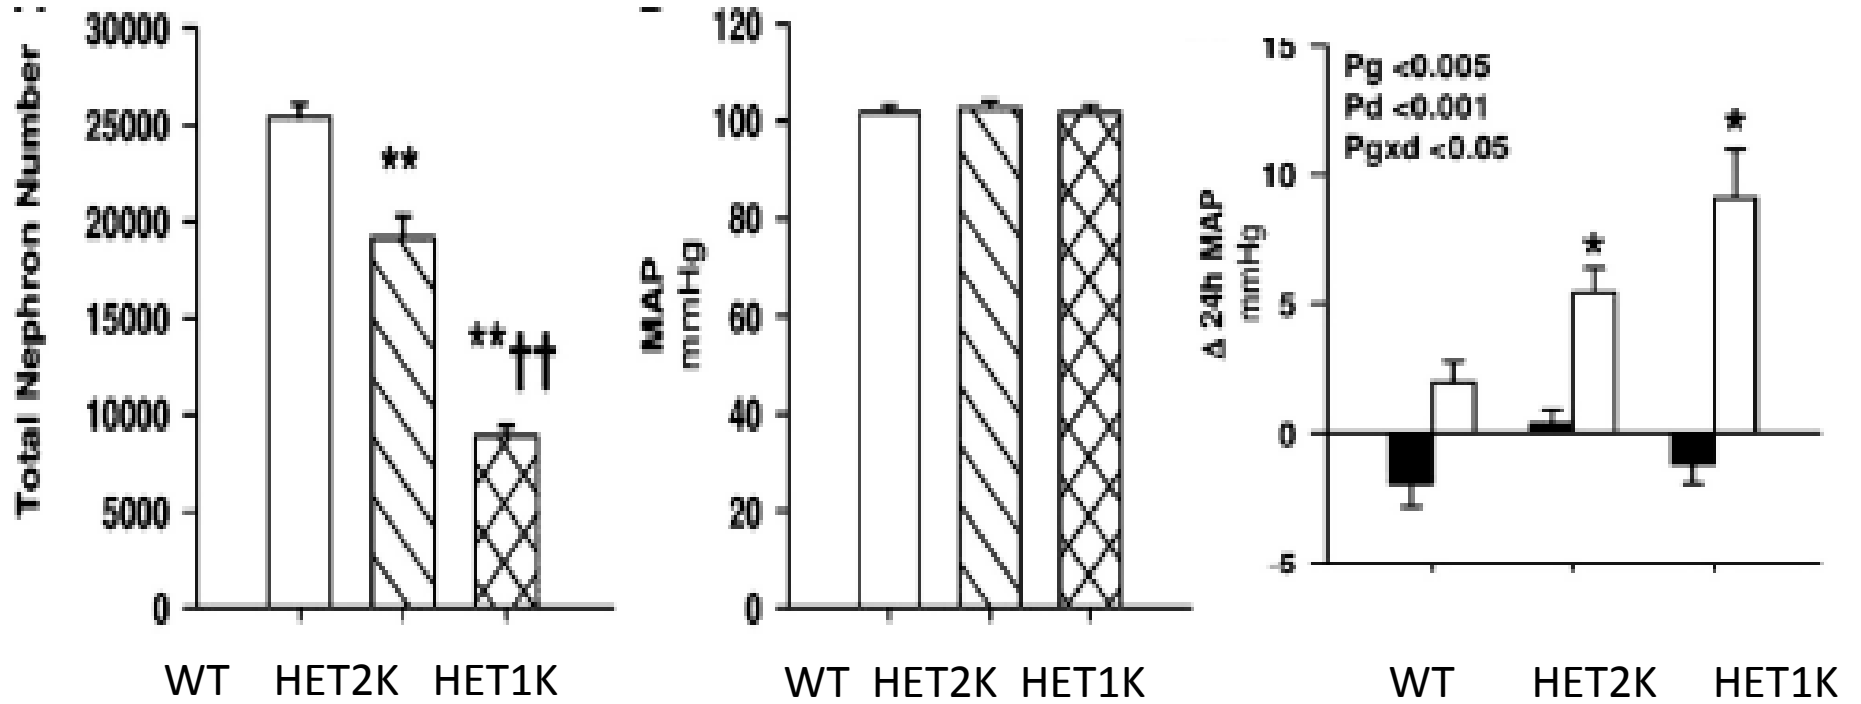 Total Nephron Number
30000
25000
20000
15000
10000
5000
0
**
**††
WT HET2K HET1K
MAP
mmHg
120
100
80
60
40
20
0
WT HET2K HET1K
Δ 24h MAP
mmHg
15
10
5
0
-5
Pg <0.005
Pd <0.001
Pgxd <0.05
*
*
WT HET2K HET1K